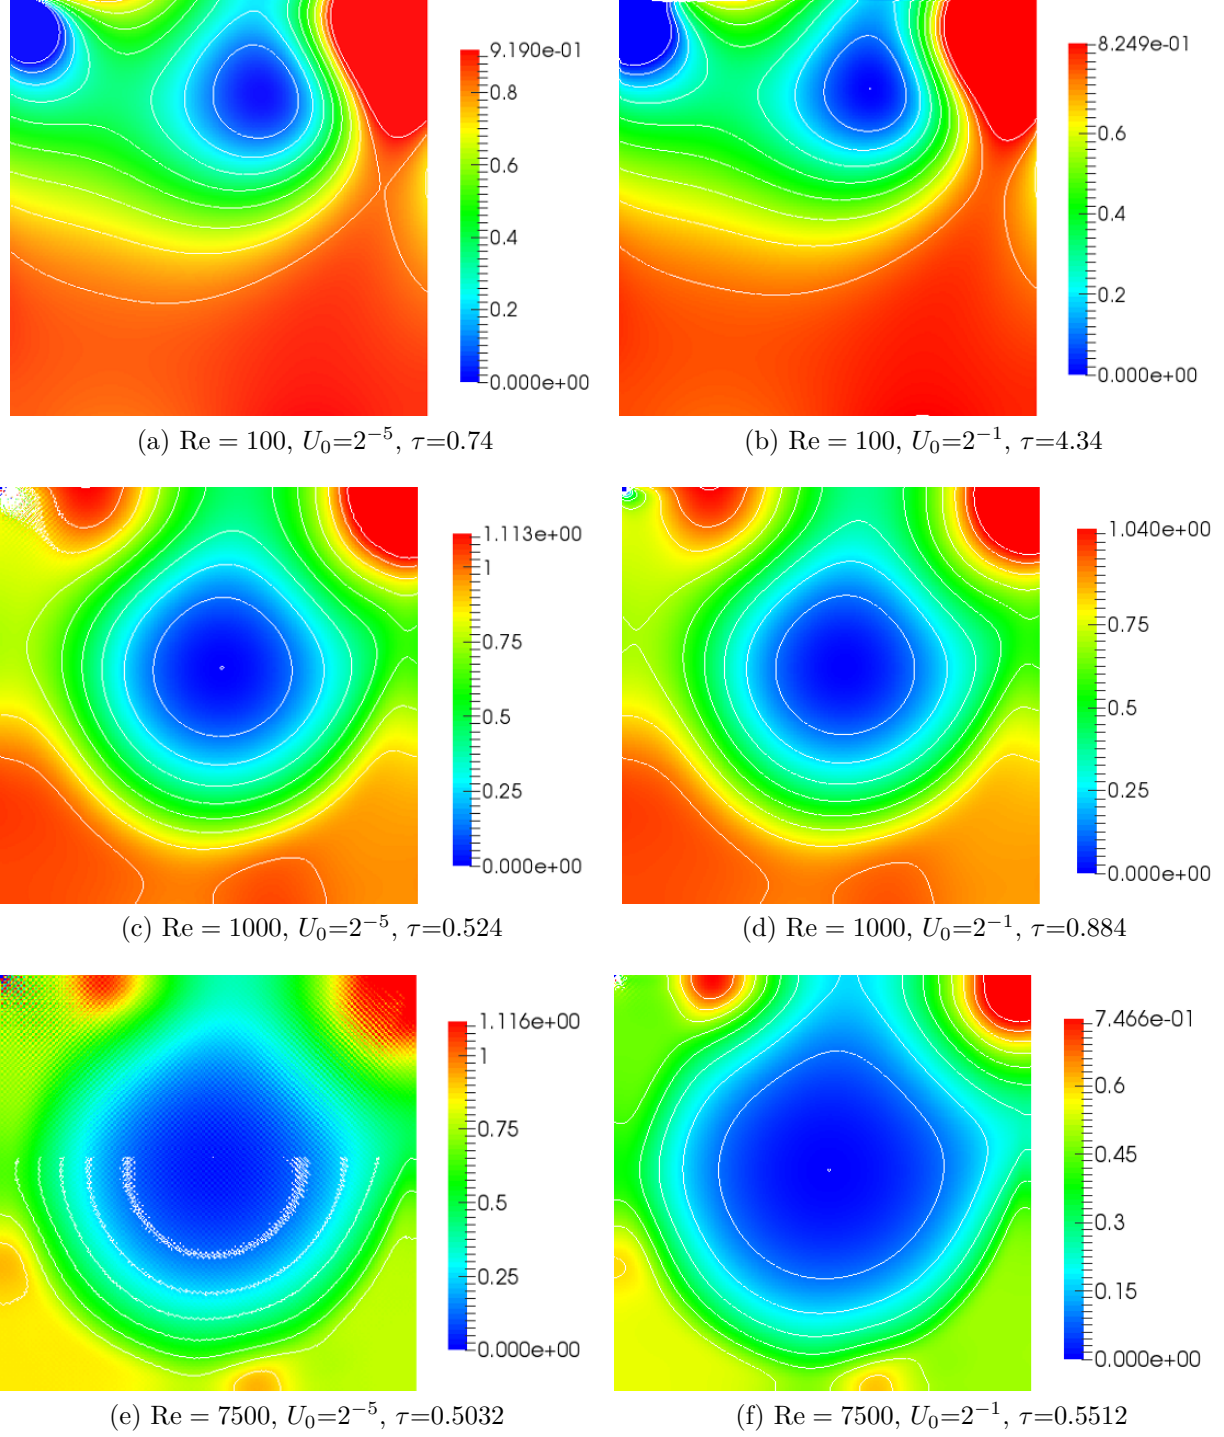 9.190e-01
0.8
0.6
0.4
0.2
0.000e+00
8.249e-01
0.6
0.4
0.2
0.000e+00
(a) Re = 100, U₀=2⁻⁵, τ=0.74
(b) Re = 100, U₀=2⁻¹, τ=4.34
1.113e+00
1
0.75
0.5
0.25
0.000e+00
1.040e+00
0.75
0.5
0.25
0.000e+00
(c) Re = 1000, U₀=2⁻⁵, τ=0.524
(d) Re = 1000, U₀=2⁻¹, τ=0.884
1.116e+00
1
0.75
0.5
0.25
0.000e+00
7.466e-01
0.6
0.45
0.3
0.15
0.000e+00
(e) Re = 7500, U₀=2⁻⁵, τ=0.5032
(f) Re = 7500, U₀=2⁻¹, τ=0.5512